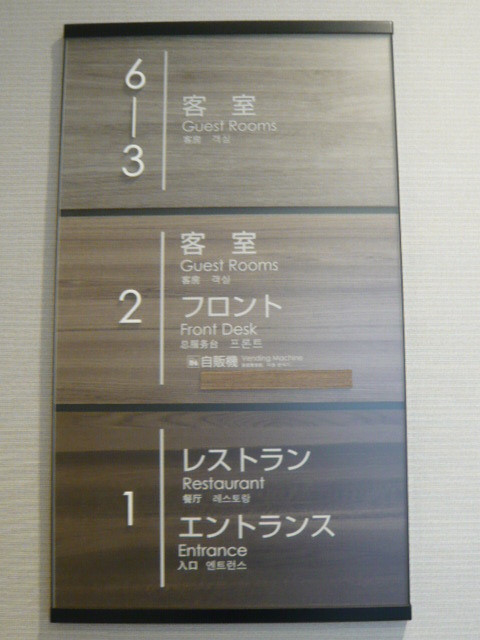 6
|
3
客室
Guest Rooms
客房 객실
2
客室
Guest Rooms
客房 객실
フロント
Front Desk
总服务台 프론트
自販機 Vending Machine
1
レストラン
Restaurant
餐厅 레스토랑
エントランス
Entrance
入口 엔트런스